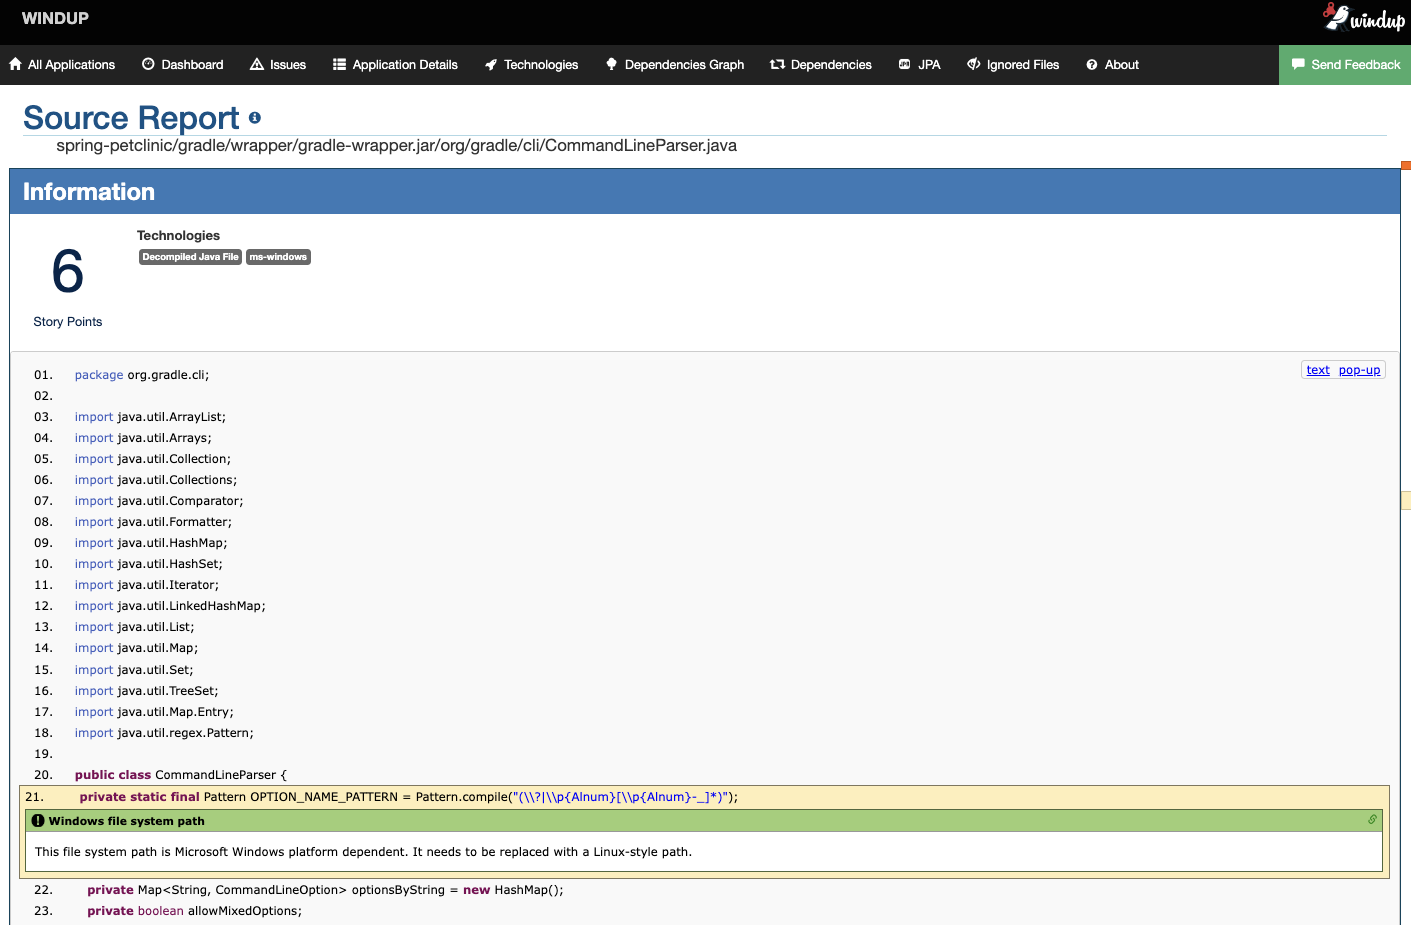 WINDUP
windup
All Applications Dashboard Issues Application Details Technologies Dependencies Graph Dependencies JPA Ignored Files About Send Feedback
Source Report
spring-petclinic/gradle/wrapper/gradle-wrapper.jar/org/gradle/cli/CommandLineParser.java
Information
Technologies
Decompiled Java File ms-windows
6
Story Points
text pop-up
01. package org.gradle.cli;
02.
03. import java.util.ArrayList;
04. import java.util.Arrays;
05. import java.util.Collection;
06. import java.util.Collections;
07. import java.util.Comparator;
08. import java.util.Formatter;
09. import java.util.HashMap;
10. import java.util.HashSet;
11. import java.util.Iterator;
12. import java.util.LinkedHashMap;
13. import java.util.List;
14. import java.util.Map;
15. import java.util.Set;
16. import java.util.TreeSet;
17. import java.util.Map.Entry;
18. import java.util.regex.Pattern;
19.
20. public class CommandLineParser {
21. private static final Pattern OPTION_NAME_PATTERN = Pattern.compile("(\\?|\\p{Alnum}[\\p{Alnum}-_]*)");
Windows file system path
This file system path is Microsoft Windows platform dependent. It needs to be replaced with a Linux-style path.
22. private Map<String, CommandLineOption> optionsByString = new HashMap();
23. private boolean allowMixedOptions;